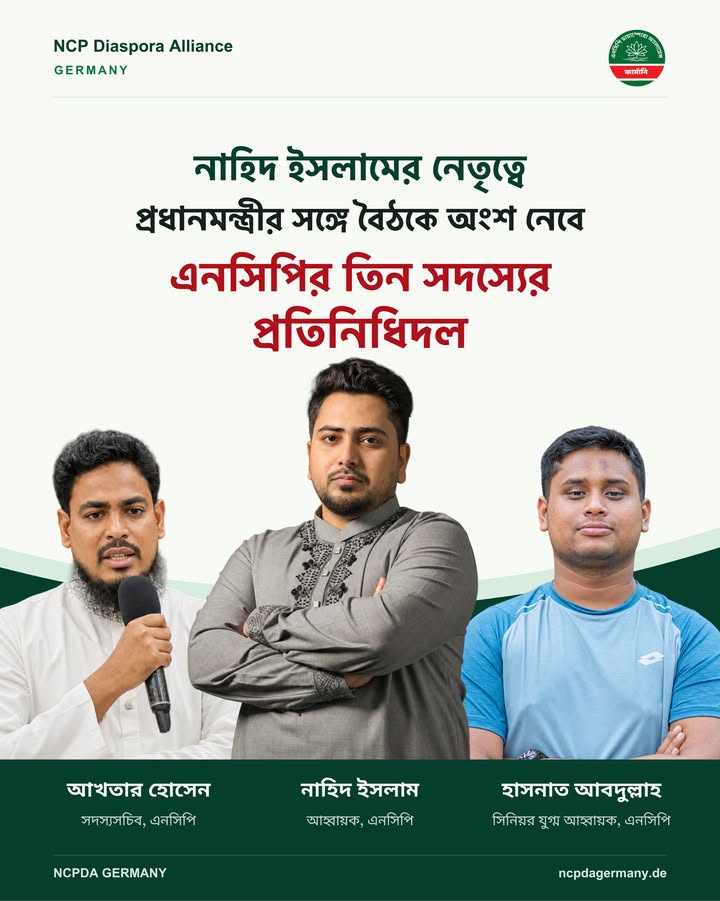 NCP Diaspora Alliance
GERMANY
এনসিপি ডায়াস্পোরা অ্যালায়েন্স
জার্মানি
নাহিদ ইসলামের নেতৃত্বে
প্রধানমন্ত্রীর সঙ্গে বৈঠকে অংশ নেবে
এনসিপির তিন সদস্যের
প্রতিনিধিদল
আখতার হোসেন
সদস্যসচিব, এনসিপি
নাহিদ ইসলাম
আহ্বায়ক, এনসিপি
হাসনাত আবদুল্লাহ
সিনিয়র যুগ্ম আহ্বায়ক, এনসিপি
NCPDA GERMANY
ncpdagermany.de